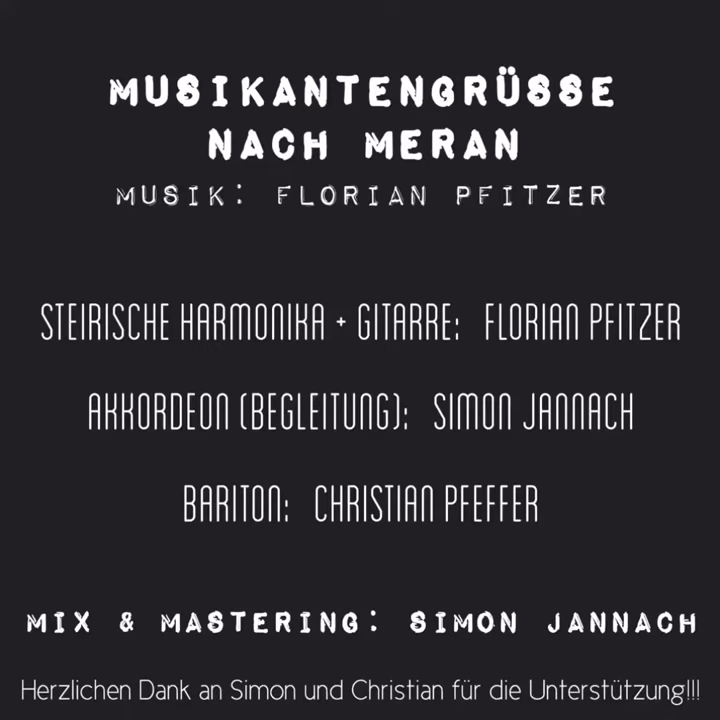 MUSIKANTENGRÜSSE
NACH MERAN
MUSIK: FLORIAN PFITZER
STEIRISCHE HARMONIKA + GITARRE: FLORIAN PFITZER
AKKORDEON (BEGLEITUNG): SIMON JANNACH
BARITON: CHRISTIAN PFEFFER
MIX & MASTERING: SIMON JANNACH
Herzlichen Dank an Simon und Christian für die Unterstützung!!!